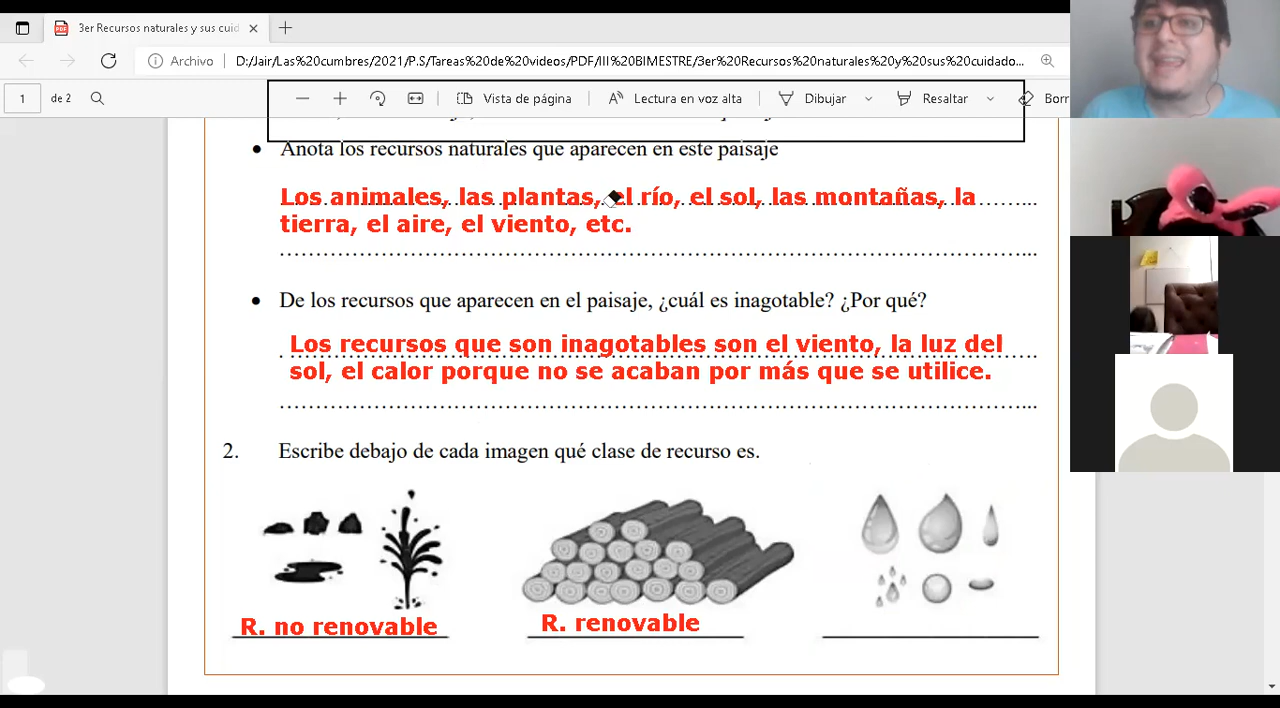 3er Recursos naturales y sus cuid
Archivo
D:/Jair/Las%20cumbres/2021/P.S/Tareas%20de%20videos/PDF/III%20BIMESTRE/3er%20Recursos%20naturales%20y%20sus%20cuidado...
1 de 2
Vista de página
Lectura en voz alta
Dibujar
Resaltar
Borr
• Anota los recursos naturales que aparecen en este paisaje
Los animales, las plantas, el río, el sol, las montañas, la
tierra, el aire, el viento, etc.
• De los recursos que aparecen en el paisaje, ¿cuál es inagotable? ¿Por qué?
Los recursos que son inagotables son el viento, la luz del
sol, el calor porque no se acaban por más que se utilice.
2. Escribe debajo de cada imagen qué clase de recurso es.
R. no renovable
R. renovable